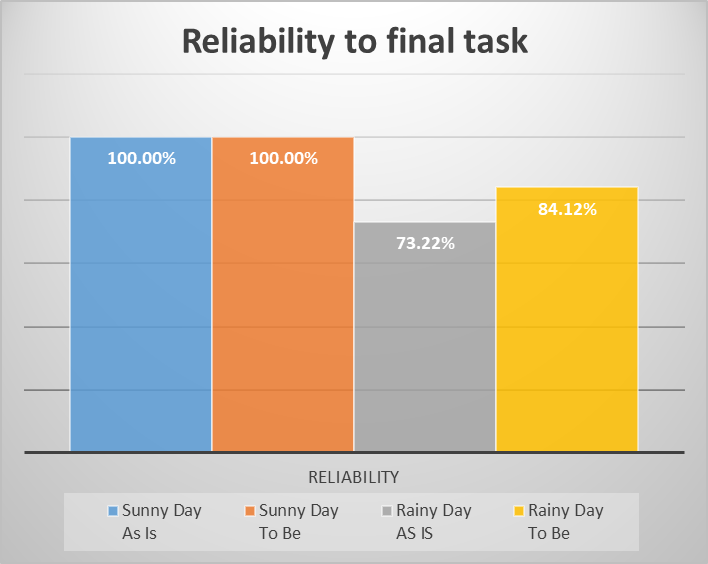 Reliability to final task
100.00%
100.00%
73.22%
84.12%
RELIABILITY
Sunny Day
As Is
Sunny Day
To Be
Rainy Day
AS IS
Rainy Day
To Be